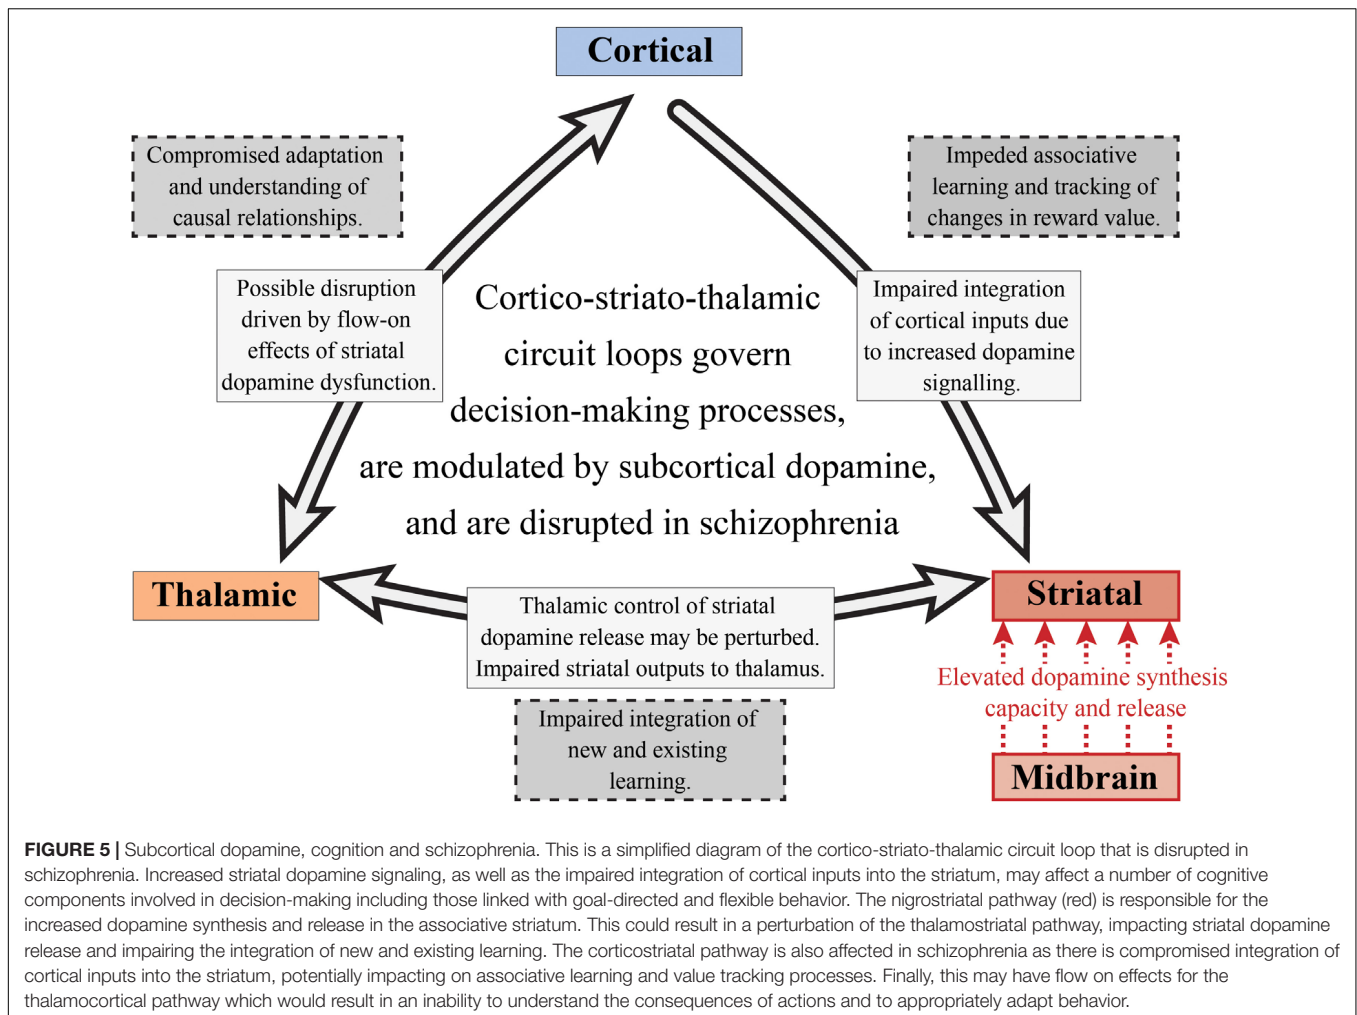 Cortical
Compromised adaptation
and understanding of
causal relationships.
Impeded associative
learning and tracking of
changes in reward value.
Possible disruption
driven by flow-on
effects of striatal
dopamine dysfunction.
Impaired integration
of cortical inputs due
to increased dopamine
signalling.
Cortico-striato-thalamic
circuit loops govern
decision-making processes,
are modulated by subcortical dopamine,
and are disrupted in schizophrenia
Thalamic
Thalamic control of striatal
dopamine release may be perturbed.
Impaired striatal outputs to thalamus.
Striatal
Elevated dopamine synthesis
capacity and release
Impaired integration of
new and existing
learning.
Midbrain
FIGURE 5 | Subcortical dopamine, cognition and schizophrenia. This is a simplified diagram of the cortico-striato-thalamic circuit loop that is disrupted in
schizophrenia. Increased striatal dopamine signaling, as well as the impaired integration of cortical inputs into the striatum, may affect a number of cognitive
components involved in decision-making including those linked with goal-directed and flexible behavior. The nigrostriatal pathway (red) is responsible for the
increased dopamine synthesis and release in the associative striatum. This could result in a perturbation of the thalamostriatal pathway, impacting striatal dopamine
release and impairing the integration of new and existing learning. The corticostriatal pathway is also affected in schizophrenia as there is compromised integration of
cortical inputs into the striatum, potentially impacting on associative learning and value tracking processes. Finally, this may have flow on effects for the
thalamocortical pathway which would result in an inability to understand the consequences of actions and to appropriately adapt behavior.